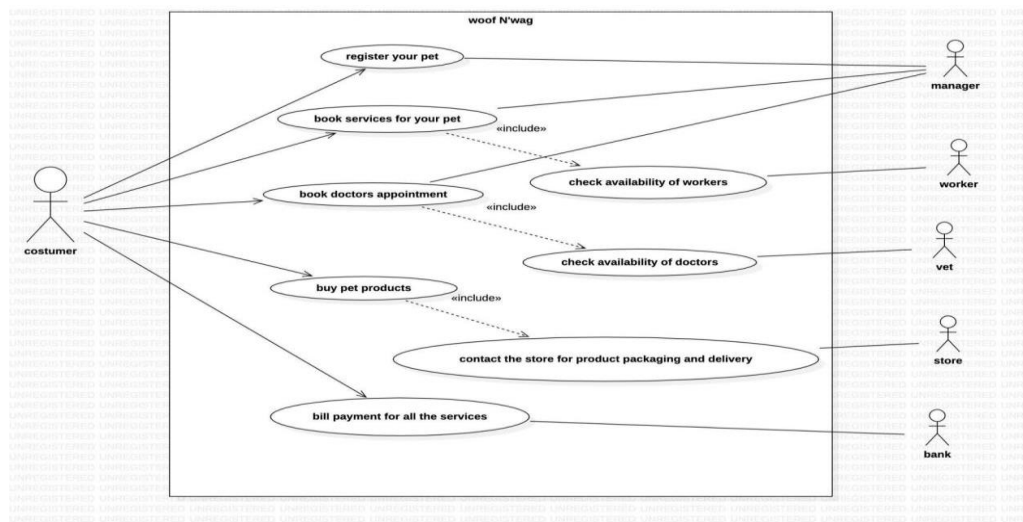 woof N'wag
register your pet
manager
book services for your pet
«include»
worker
check availability of workers
book doctors appointment
«include»
costumer
check availability of doctors
vet
buy pet products
«include»
contact the store for product packaging and delivery
store
bill payment for all the services
bank
UNREGISTERED